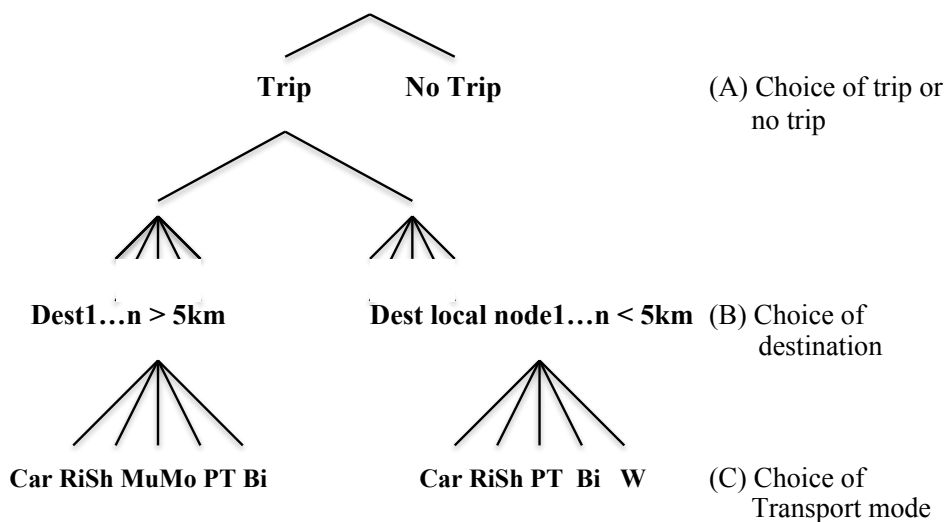 Trip No Trip (A) Choice of trip or
no trip
Dest1…n > 5km Dest local node1…n < 5km (B) Choice of
destination
Car RiSh MuMo PT Bi Car RiSh PT Bi W (C) Choice of
Transport mode